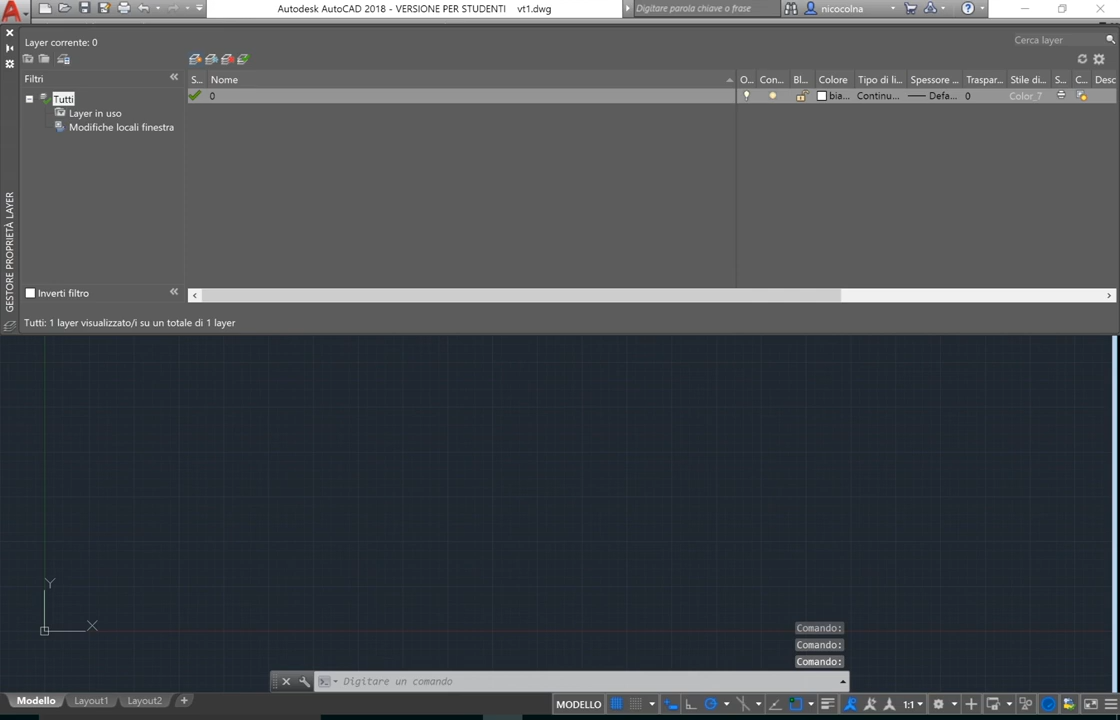 Autodesk AutoCAD 2018 - VERSIONE PER STUDENTI vt1.dwg
Digitare parola chiave o frase
nicocolna
Layer corrente: 0
Cerca layer
Filtri
S... Nome O... Con... Bl... Colore Tipo di li... Spessore ... Traspar... Stile di... S... C... Desc
Tutti
0 bia... Continu... Defa... 0 Color_7
Layer in uso
Modifiche locali finestra
GESTORE PROPRIETÀ LAYER
Inverti filtro
Tutti: 1 layer visualizzato/i su un totale di 1 layer
Y
X
Comando:
Comando:
Comando:
Digitare un comando
Modello Layout1 Layout2 +
MODELLO
1:1